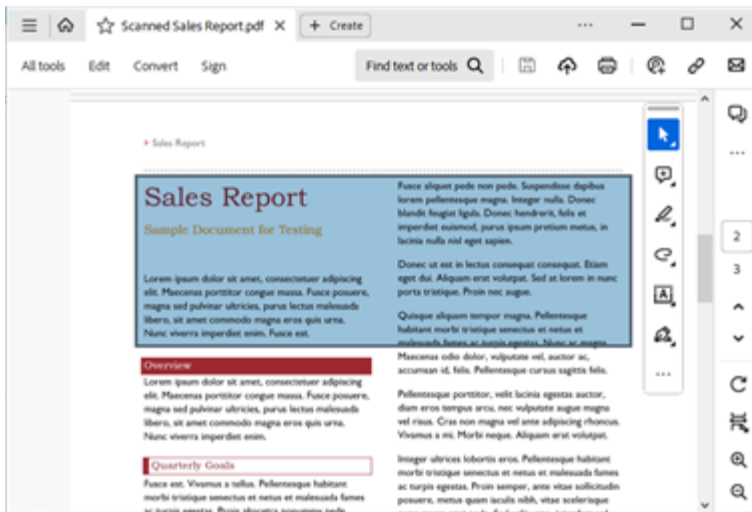 Scanned Sales Report.pdf
+ Create
All tools
Edit
Convert
Sign
Find text or tools
Sales Report
Sales Report
Sample Document for Testing
Lorem ipsum dolor sit amet, consectetuer adipiscing
elit. Maecenas porttitor congue massa. Fusce posuere,
magna sed pulvinar ultricies, purus lectus malesuada
libero, sit amet commodo magna eros quis urna.
Nunc viverra imperdiet enim. Fusce est.
Overview
Lorem ipsum dolor sit amet, consectetuer adipiscing
elit. Maecenas porttitor congue massa. Fusce posuere,
magna sed pulvinar ultricies, purus lectus malesuada
libero, sit amet commodo magna eros quis urna.
Nunc viverra imperdiet enim.
Quarterly Goals
Fusce est. Vivamus a tellus. Pellentesque habitant
morbi tristique senectus et netus et malesuada fames
ac turpis egestas. Proin pharetra nonummy pede.
Fusce aliquet pede non pede. Suspendisse dapibus
lorem pellentesque magna. Integer nulla. Donec
blandit feugiat ligula. Donec hendrerit, felis et
imperdiet euismod, purus ipsum pretium metus, in
lacinia nulla nisl eget sapien.
Donec ut est in lectus consequat consequat. Etiam
eget dui. Aliquam erat volutpat. Sed at lorem in nunc
porta tristique. Proin nec augue.
Quisque aliquam tempor magna. Pellentesque
habitant morbi tristique senectus et netus et
malesuada fames ac turpis egestas. Nunc ac magna.
Maecenas odio dolor, vulputate vel, auctor ac,
accumsan id, felis. Pellentesque cursus sagittis felis.
Pellentesque porttitor, velit lacinia egestas auctor,
diam eros tempus arcu, nec vulputate augue magna
vel risus. Cras non magna vel ante adipiscing rhoncus.
Vivamus a mi. Morbi neque. Aliquam erat volutpat.
Integer ultrices lobortis eros. Pellentesque habitant
morbi tristique senectus et netus et malesuada fames
ac turpis egestas. Proin semper, ante vitae sollicitudin
posuere, metus quam iaculis nibh, vitae scelerisque
2
3